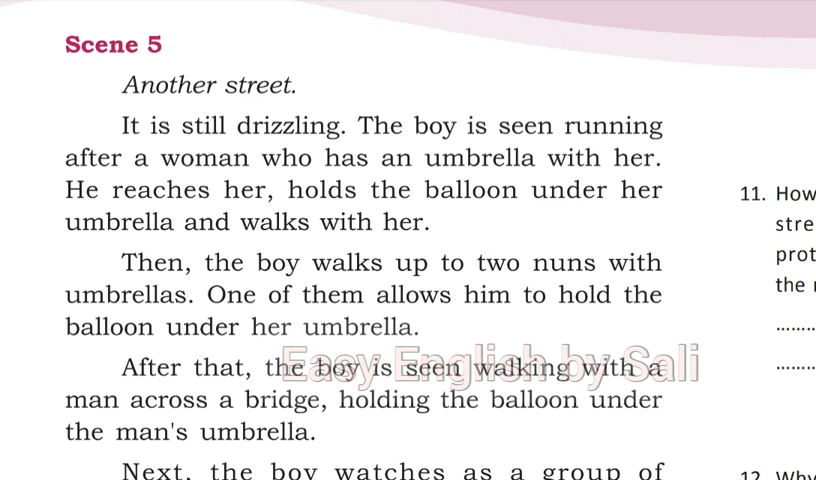 Scene 5
Another street.
It is still drizzling. The boy is seen running
after a woman who has an umbrella with her.
He reaches her, holds the balloon under her
umbrella and walks with her.
Then, the boy walks up to two nuns with
umbrellas. One of them allows him to hold the
balloon under her umbrella.
After that, the boy is seen walking with a
Easy English by Sali
man across a bridge, holding the balloon under
the man's umbrella.
Next, the boy watches as a group of
11. How
stre
prot
the
..........
..........
12. Why